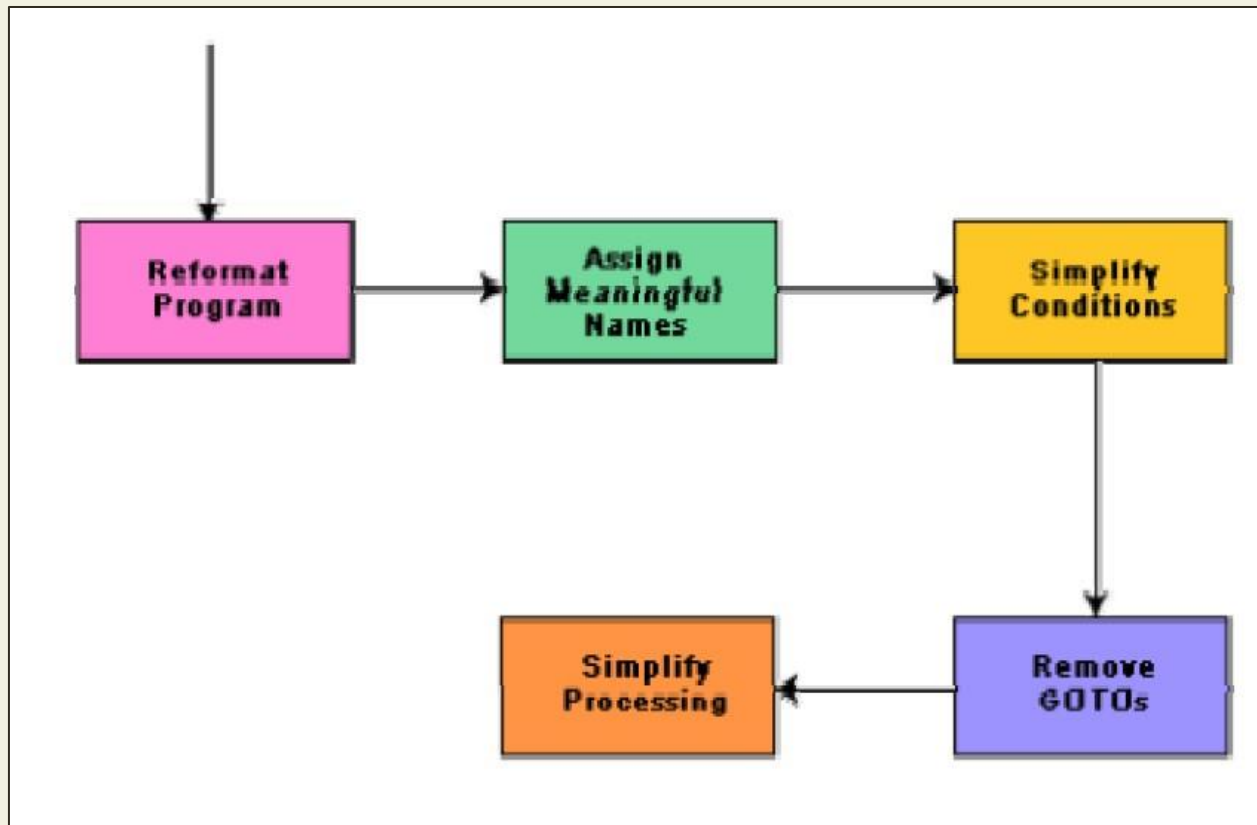 Reformat
Program
Assign
Meaningful
Names
Simplify
Conditions
Remove
GOTOs
Simplify
Processing